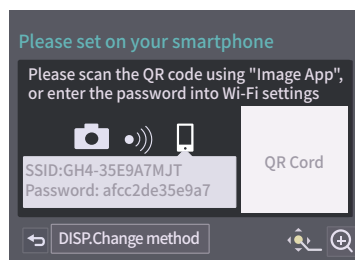 Please set on your smartphone
Please scan the QR code using "Image App",
or enter the password into Wi-Fi settings
SSID:GH4-35E9A7MJT
Password: afcc2de35e9a7
QR Cord
DISP.Change method